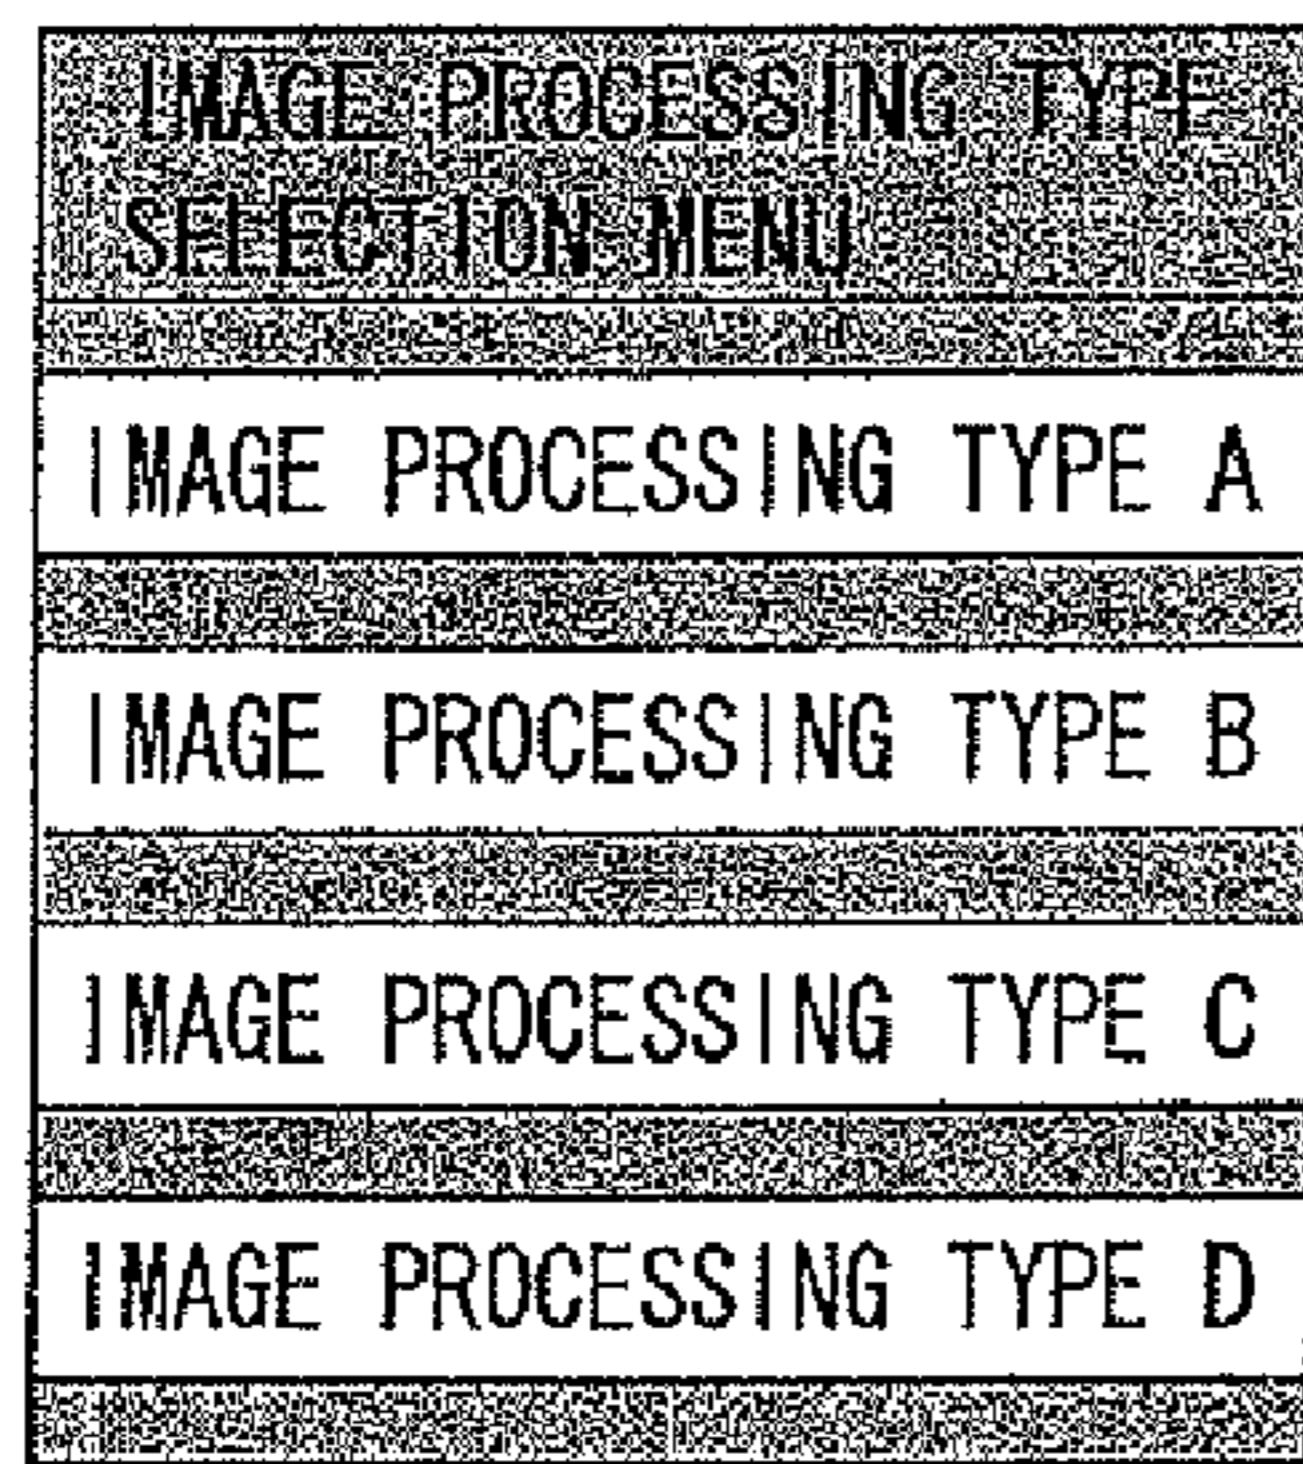 IMAGE PROCESSING TYPE
SELECTION MENU
IMAGE PROCESSING TYPE A
IMAGE PROCESSING TYPE B
IMAGE PROCESSING TYPE C
IMAGE PROCESSING TYPE D